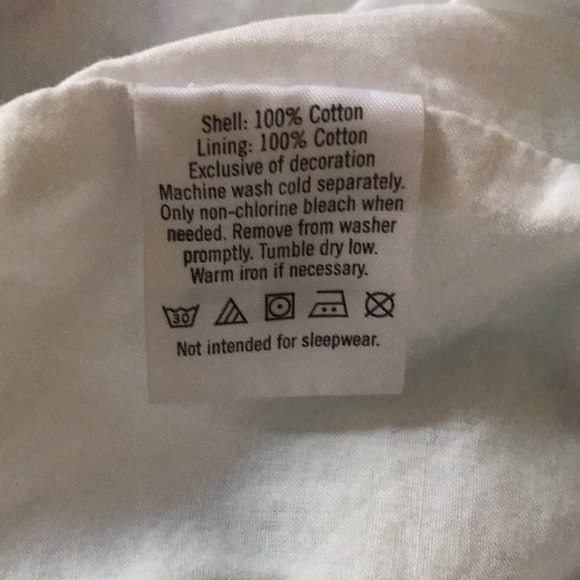 Shell: 100% Cotton
Lining: 100% Cotton
Exclusive of decoration
Machine wash cold separately.
Only non-chlorine bleach when
needed. Remove from washer
promptly. Tumble dry low.
Warm iron if necessary.
30
Not intended for sleepwear.